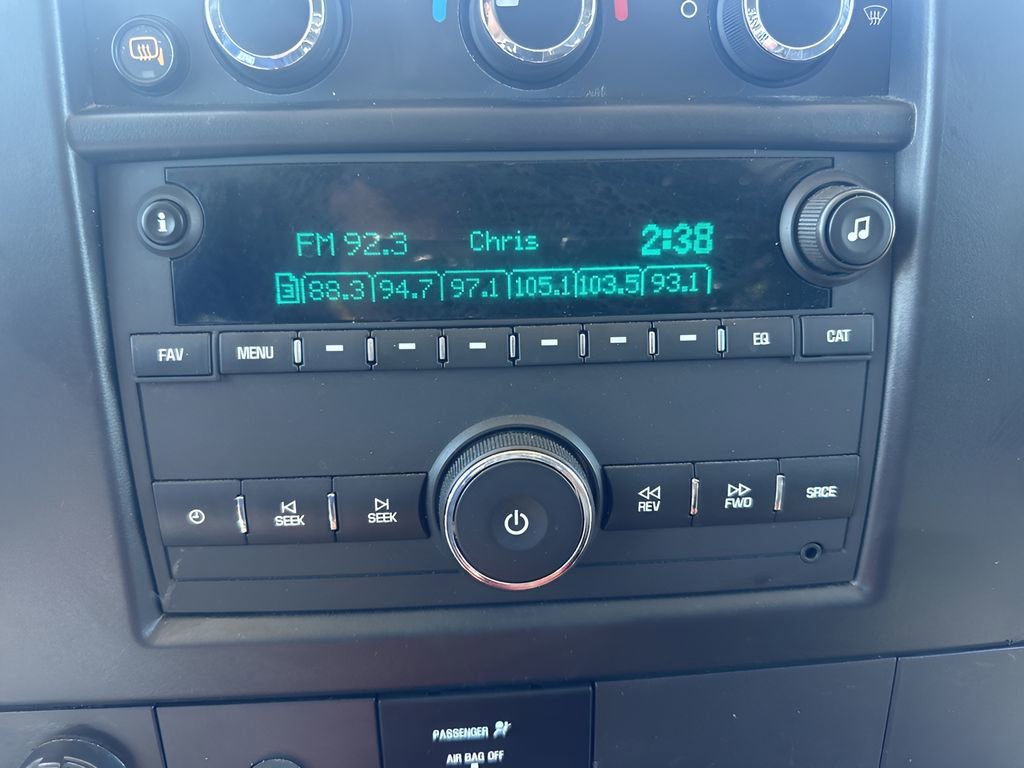 i
FM 92.3 Chris 2:38
88.3 94.7 97.1 105.1 103.5 93.1
FAV MENU EQ CAT
SEEK SEEK REV FWD SRCE
PASSENGER
AIR BAG OFF